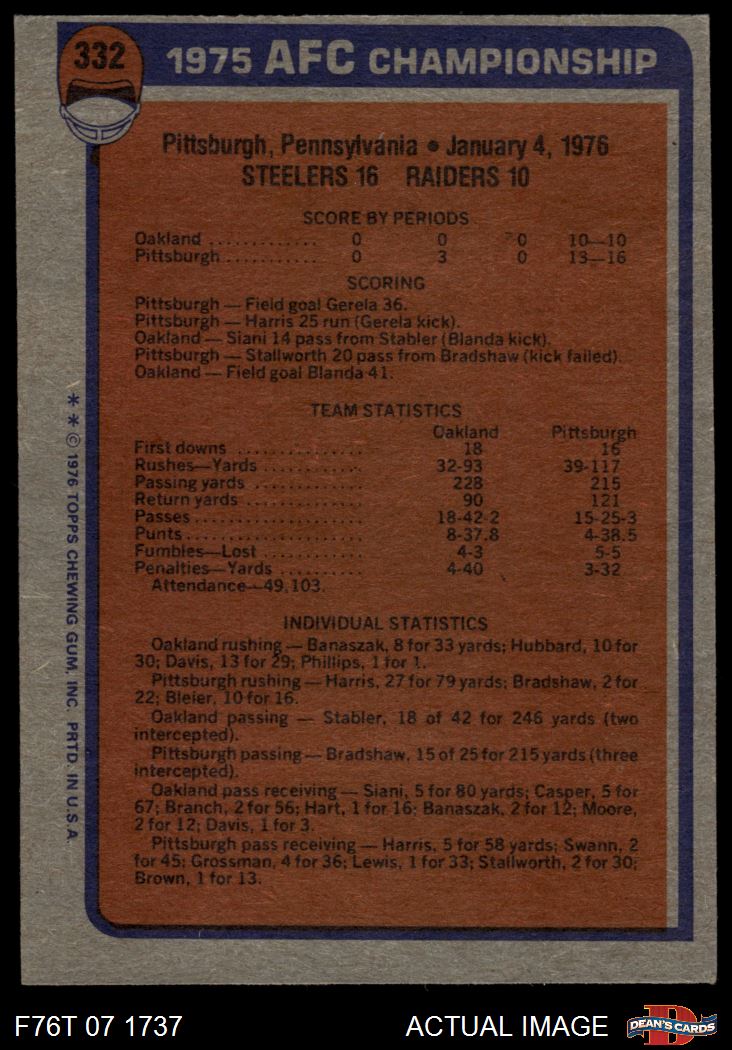 332
1975 AFC CHAMPIONSHIP
Pittsburgh, Pennsylvania • January 4, 1976
STEELERS 16 RAIDERS 10
SCORE BY PERIODS
Oakland ............. 0 0 0 10—10
Pittsburgh ........... 0 3 0 13—16
SCORING
Pittsburgh — Field goal Gerela 36.
Pittsburgh — Harris 25 run (Gerela kick).
Oakland — Siani 14 pass from Stabler (Blanda kick).
Pittsburgh — Stallworth 20 pass from Bradshaw (kick failed).
Oakland — Field goal Blanda 41.
TEAM STATISTICS
Oakland Pittsburgh
First downs ............... 18 16
Rushes—Yards ............. 32-93 39-117
Passing yards ............. 228 215
Return yards .............. 90 121
Passes .................... 18-42-2 15-25-3
Punts ..................... 8-37.8 4-38.5
Fumbles—Lost ............ 4-3 5-5
Penalties—Yards .......... 4-40 3-32
Attendance—49,103.
INDIVIDUAL STATISTICS
Oakland rushing — Banaszak, 8 for 33 yards; Hubbard, 10 for
30; Davis, 13 for 29; Phillips, 1 for 1.
Pittsburgh rushing — Harris, 27 for 79 yards; Bradshaw, 2 for
22; Bleier, 10 for 16.
Oakland passing — Stabler, 18 of 42 for 246 yards (two
intercepted).
Pittsburgh passing — Bradshaw, 15 of 25 for 215 yards (three
intercepted).
Oakland pass receiving — Siani, 5 for 80 yards; Casper, 5 for
67; Branch, 2 for 56; Hart, 1 for 16; Banaszak, 2 for 12; Moore,
2 for 12; Davis, 1 for 3.
Pittsburgh pass receiving — Harris, 5 for 58 yards; Swann, 2
for 45; Grossman, 4 for 36; Lewis, 1 for 33; Stallworth, 2 for 30;
Brown, 1 for 13.
** © 1976 TOPPS CHEWING GUM, INC. PRTD. IN U.S.A.
F76T 07 1737
ACTUAL IMAGE
D
DEAN'S CARDS